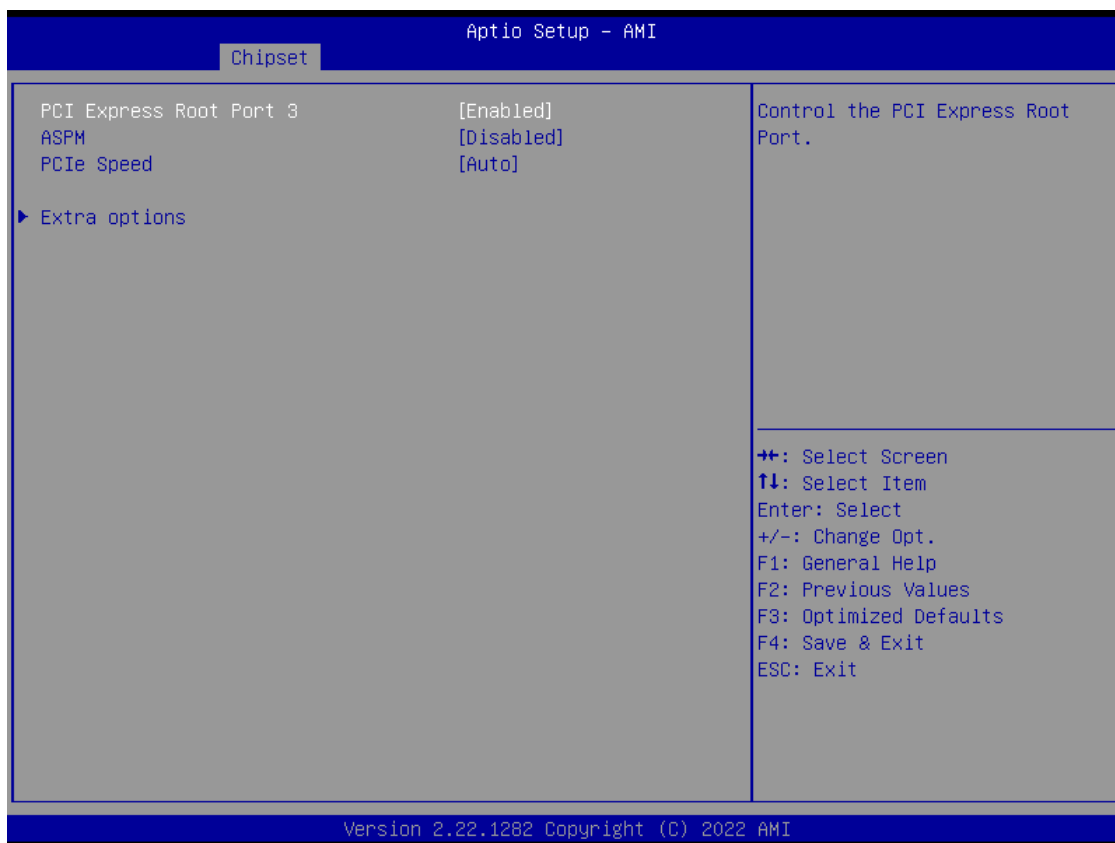 Aptio Setup - AMI
Chipset
PCI Express Root Port 3 [Enabled]
ASPM [Disabled]
PCIe Speed [Auto]
▶ Extra options
Control the PCI Express Root
Port.
→←: Select Screen
↑↓: Select Item
Enter: Select
+/-: Change Opt.
F1: General Help
F2: Previous Values
F3: Optimized Defaults
F4: Save & Exit
ESC: Exit
Version 2.22.1282 Copyright (C) 2022 AMI